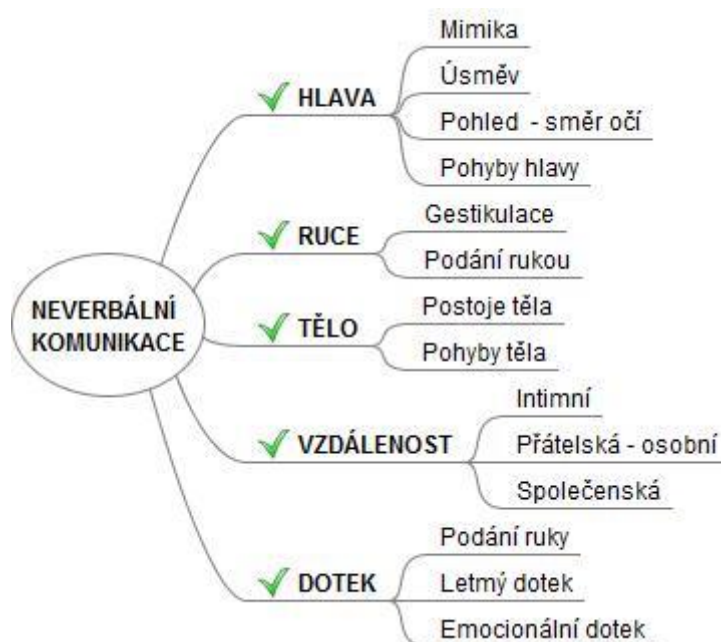 NEVERBÁLNÍ
KOMUNIKACE
HLAVA
Mimika
Úsměv
Pohled - směr očí
Pohyby hlavy
RUCE
Gestikulace
Podání rukou
TĚLO
Postoje těla
Pohyby těla
VZDÁLENOST
Intimní
Přátelská - osobní
Společenská
DOTEK
Podání ruky
Letmý dotek
Emocionální dotek